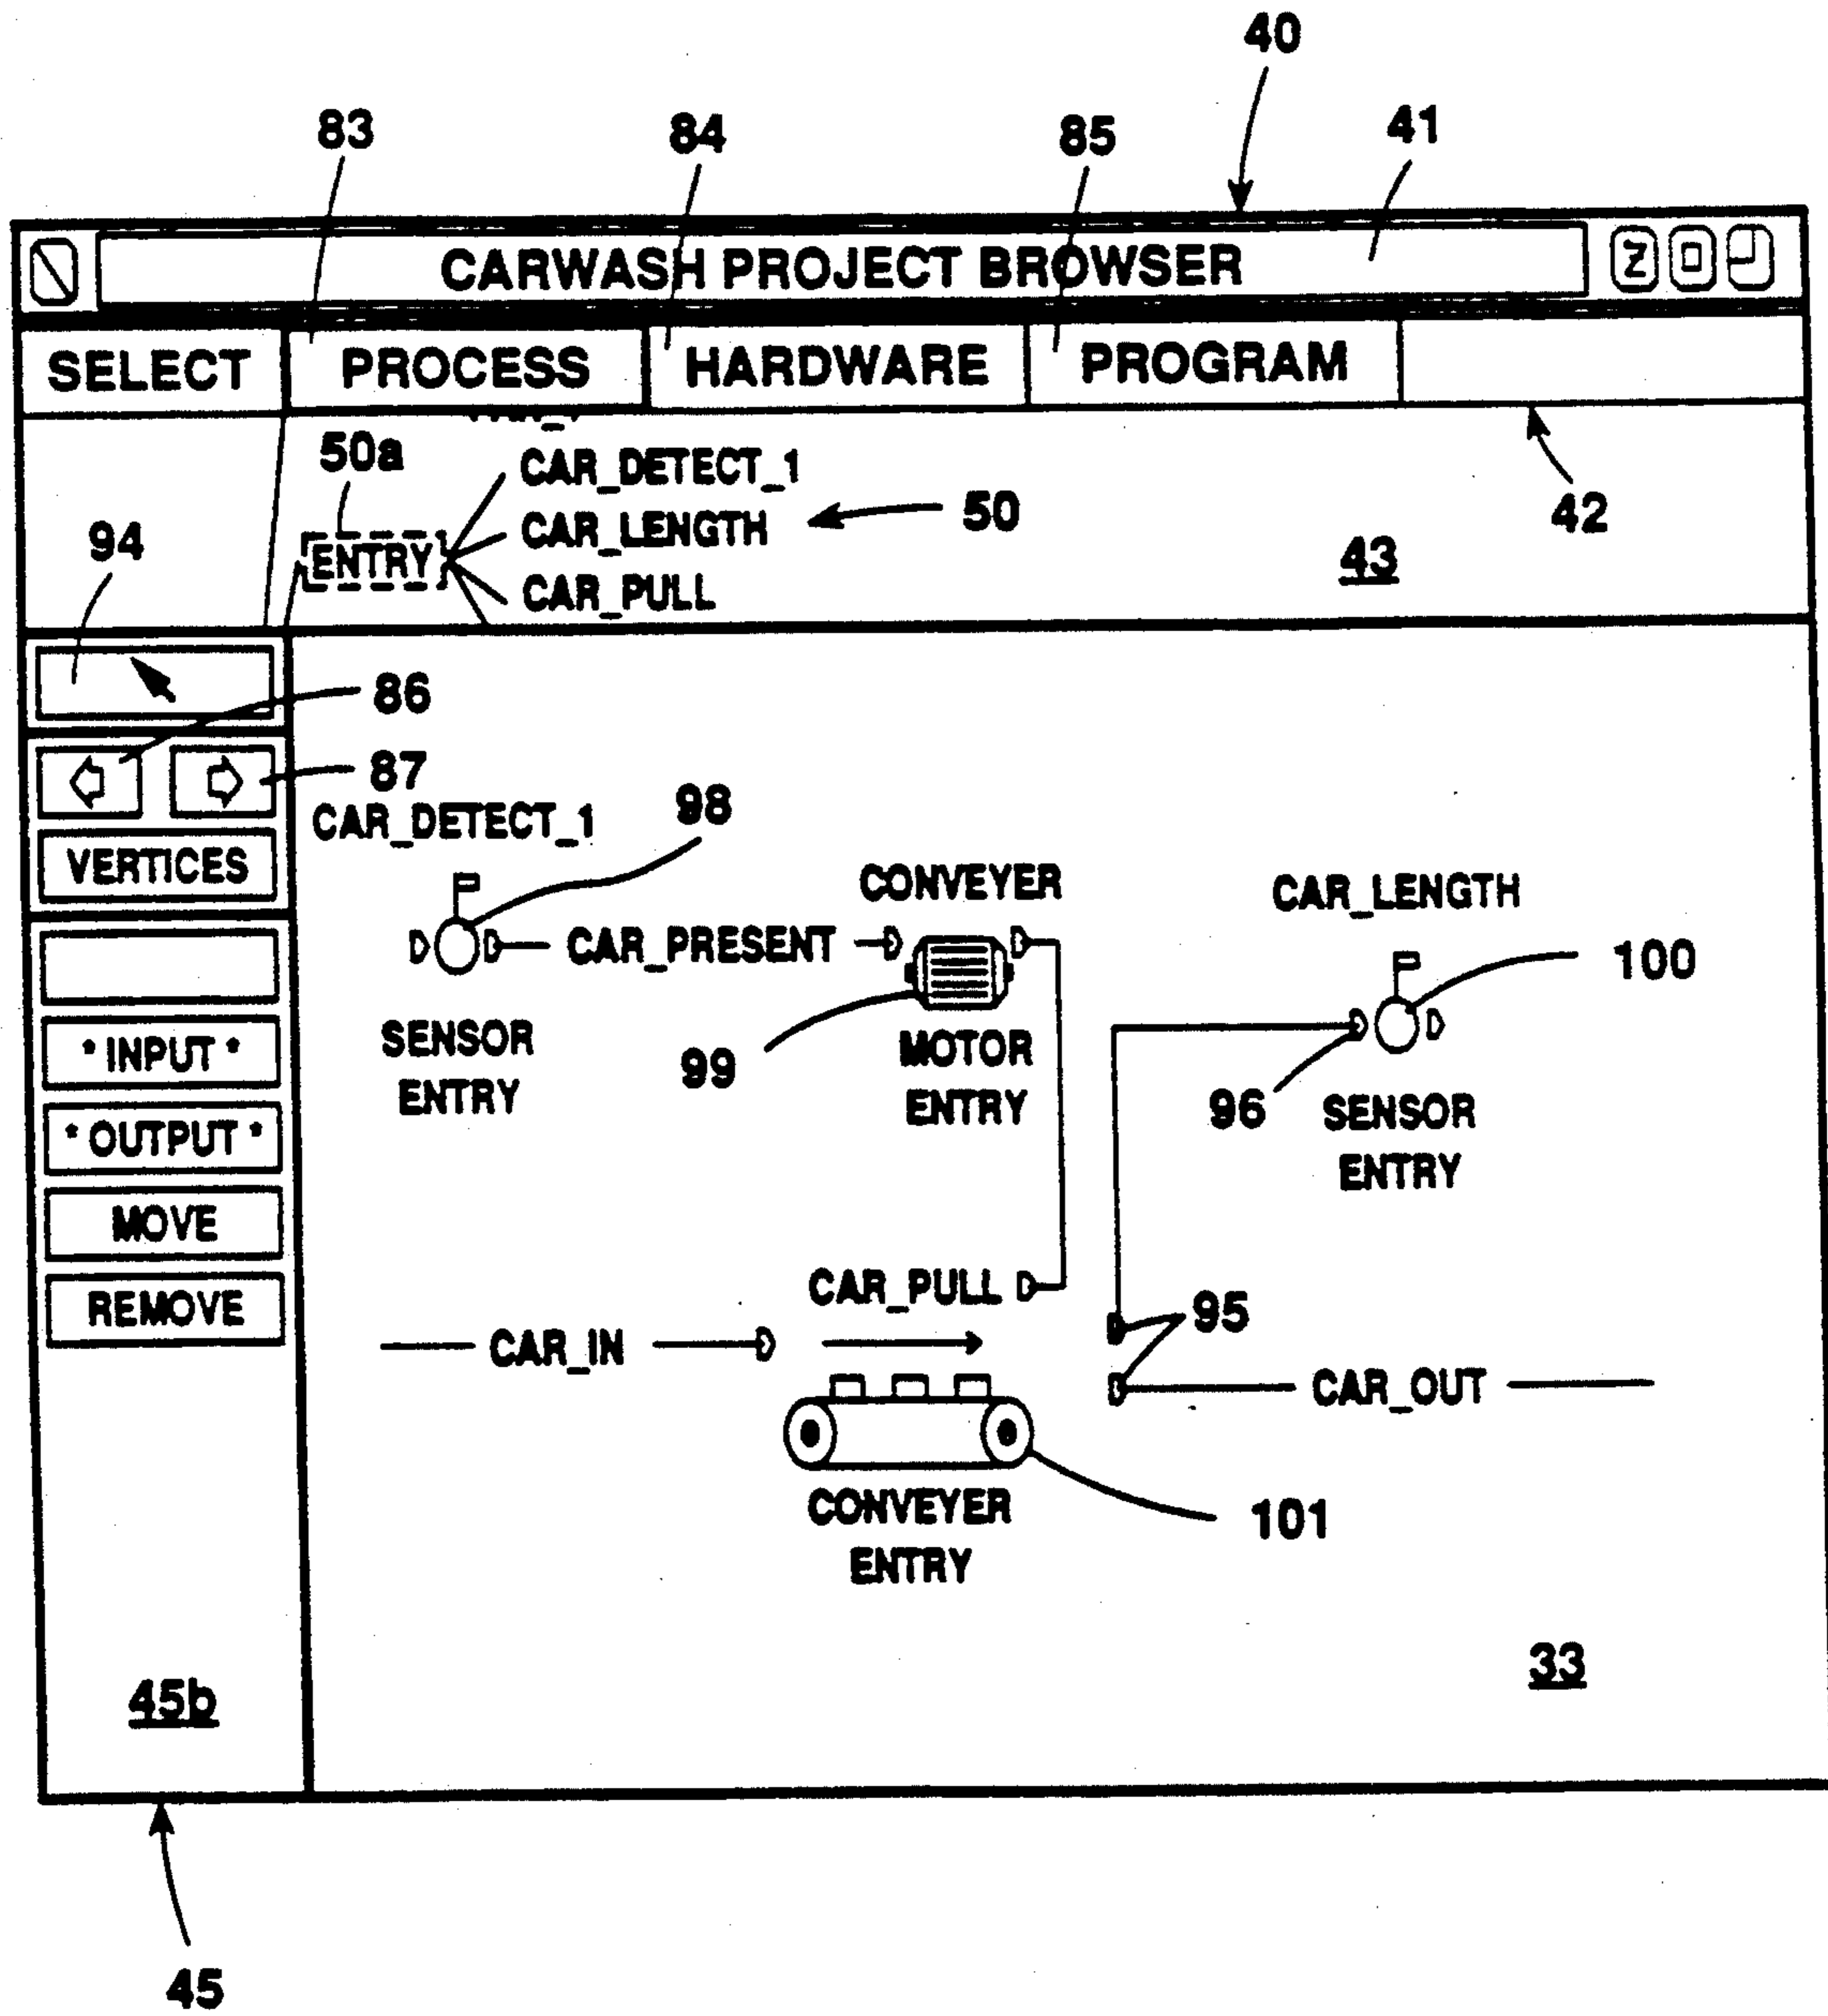 40
83
84
85
41
CARWASH PROJECT BROWSER
SELECT
PROCESS
HARDWARE
PROGRAM
50a
CAR_DETECT_1
CAR_LENGTH
50
42
94
ENTRY
43
CAR_PULL
86
87
CAR_DETECT_1
98
VERTICES
CONVEYER
CAR_LENGTH
CAR_PRESENT
100
SENSOR
ENTRY
99
MOTOR
ENTRY
96
SENSOR
ENTRY
*INPUT*
*OUTPUT*
MOVE
REMOVE
CAR_PULL
95
CAR_IN
CAR_OUT
CONVEYER
ENTRY
101
33
45b
45